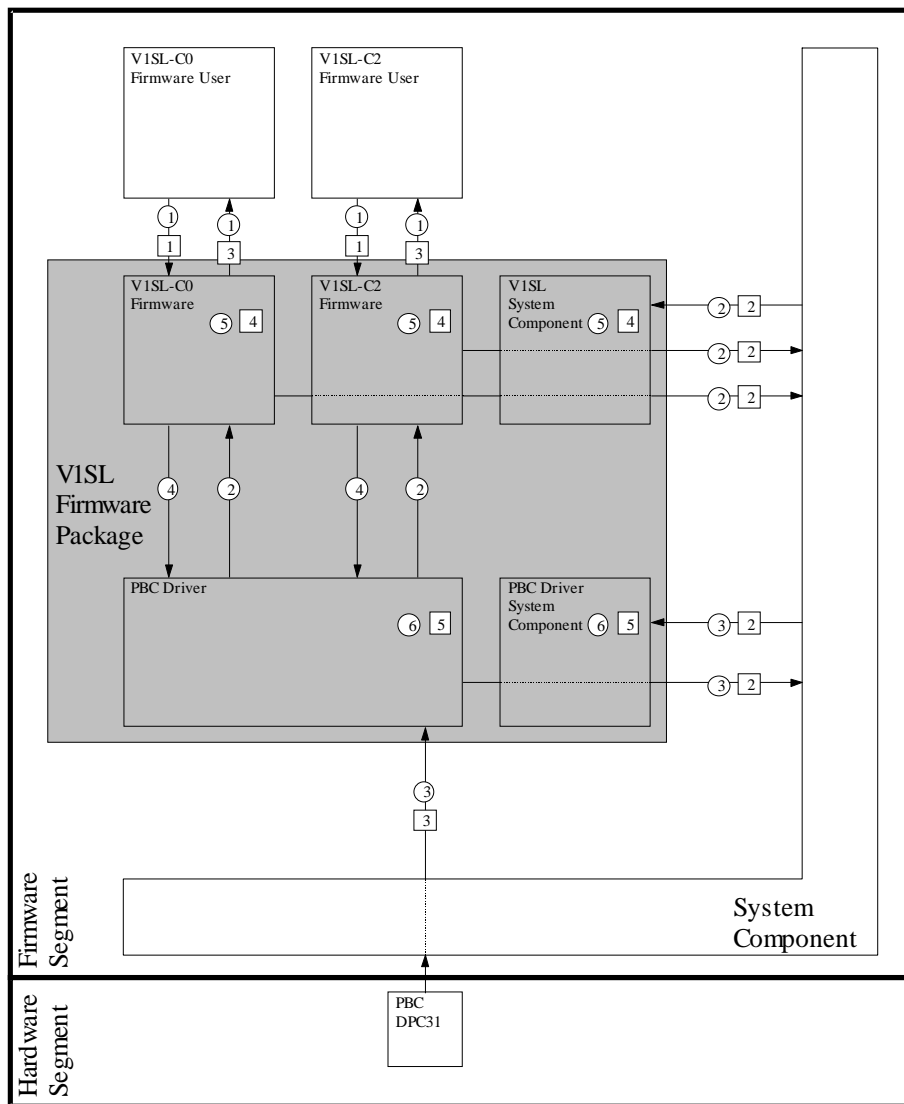 V1SL-C0
Firmware User
V1SL-C2
Firmware User
1
1
1
1
1
3
1
3
V1SL-C0
Firmware
5
4
V1SL-C2
Firmware
5
4
V1SL
System
Component
5
4
2
2
2
2
2
2
V1SL
Firmware
Package
4
2
4
2
PBC Driver
6
5
PBC Driver
System
Component
6
5
3
2
3
2
3
3
System
Component
Firmware
Segment
PBC
DPC31
Hardware
Segment